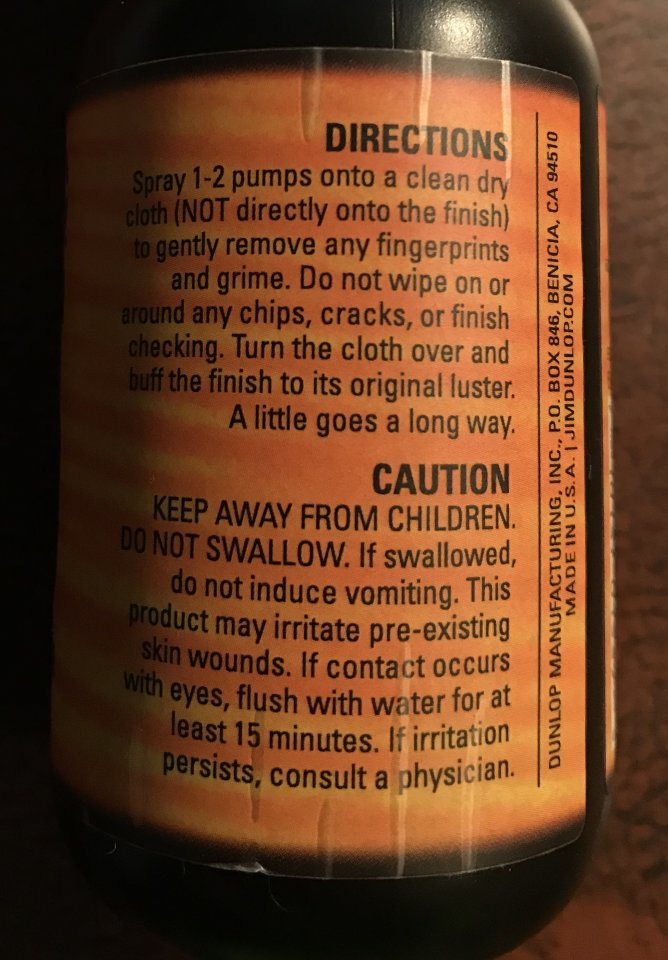 DIRECTIONS
Spray 1-2 pumps onto a clean dry
cloth (NOT directly onto the finish)
to gently remove any fingerprints
and grime. Do not wipe on or
around any chips, cracks, or finish
checking. Turn the cloth over and
buff the finish to its original luster.
A little goes a long way.
CAUTION
KEEP AWAY FROM CHILDREN.
DO NOT SWALLOW. If swallowed,
do not induce vomiting. This
product may irritate pre-existing
skin wounds. If contact occurs
with eyes, flush with water for at
least 15 minutes. If irritation
persists, consult a physician.
DUNLOP MANUFACTURING, INC., P.O. BOX 846, BENICIA, CA 94510
MADE IN U.S.A. | JIMDUNLOP.COM